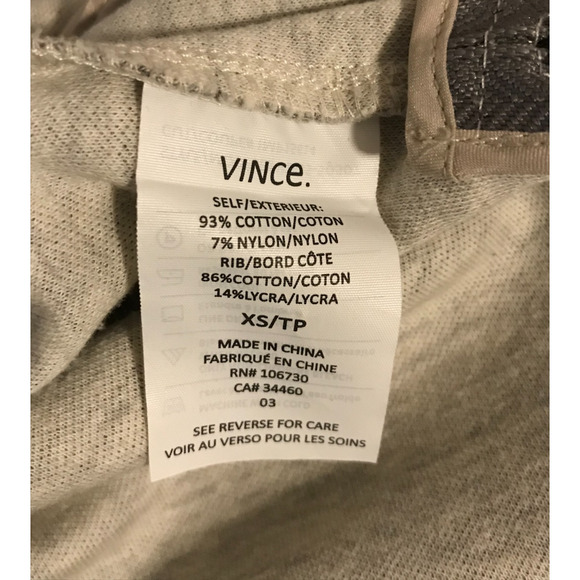 VINCE.
SELF/EXTERIEUR:
93% COTTON/COTON
7% NYLON/NYLON
RIB/BORD CÔTE
86%COTTON/COTON
14%LYCRA/LYCRA
XS/TP
MADE IN CHINA
FABRIQUÉ EN CHINE
RN# 106730
CA# 34460
03
SEE REVERSE FOR CARE
VOIR AU VERSO POUR LES SOINS